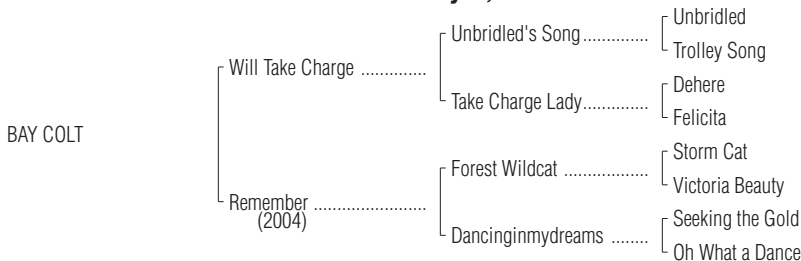 Unbridled
Unbridled's Song..............
Trolley Song
Will Take Charge ..............
Dehere
Take Charge Lady..............
Felicita
BAY COLT
Storm Cat
Forest Wildcat ..................
Victoria Beauty
Remember ........................
(2004)
Seeking the Gold
Dancinginmydreams ........
Oh What a Dance